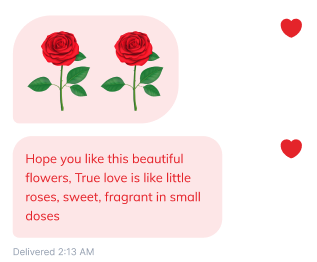 Hope you like this beautiful
flowers, True love is like little
roses, sweet, fragrant in small
doses
Delivered 2:13 AM